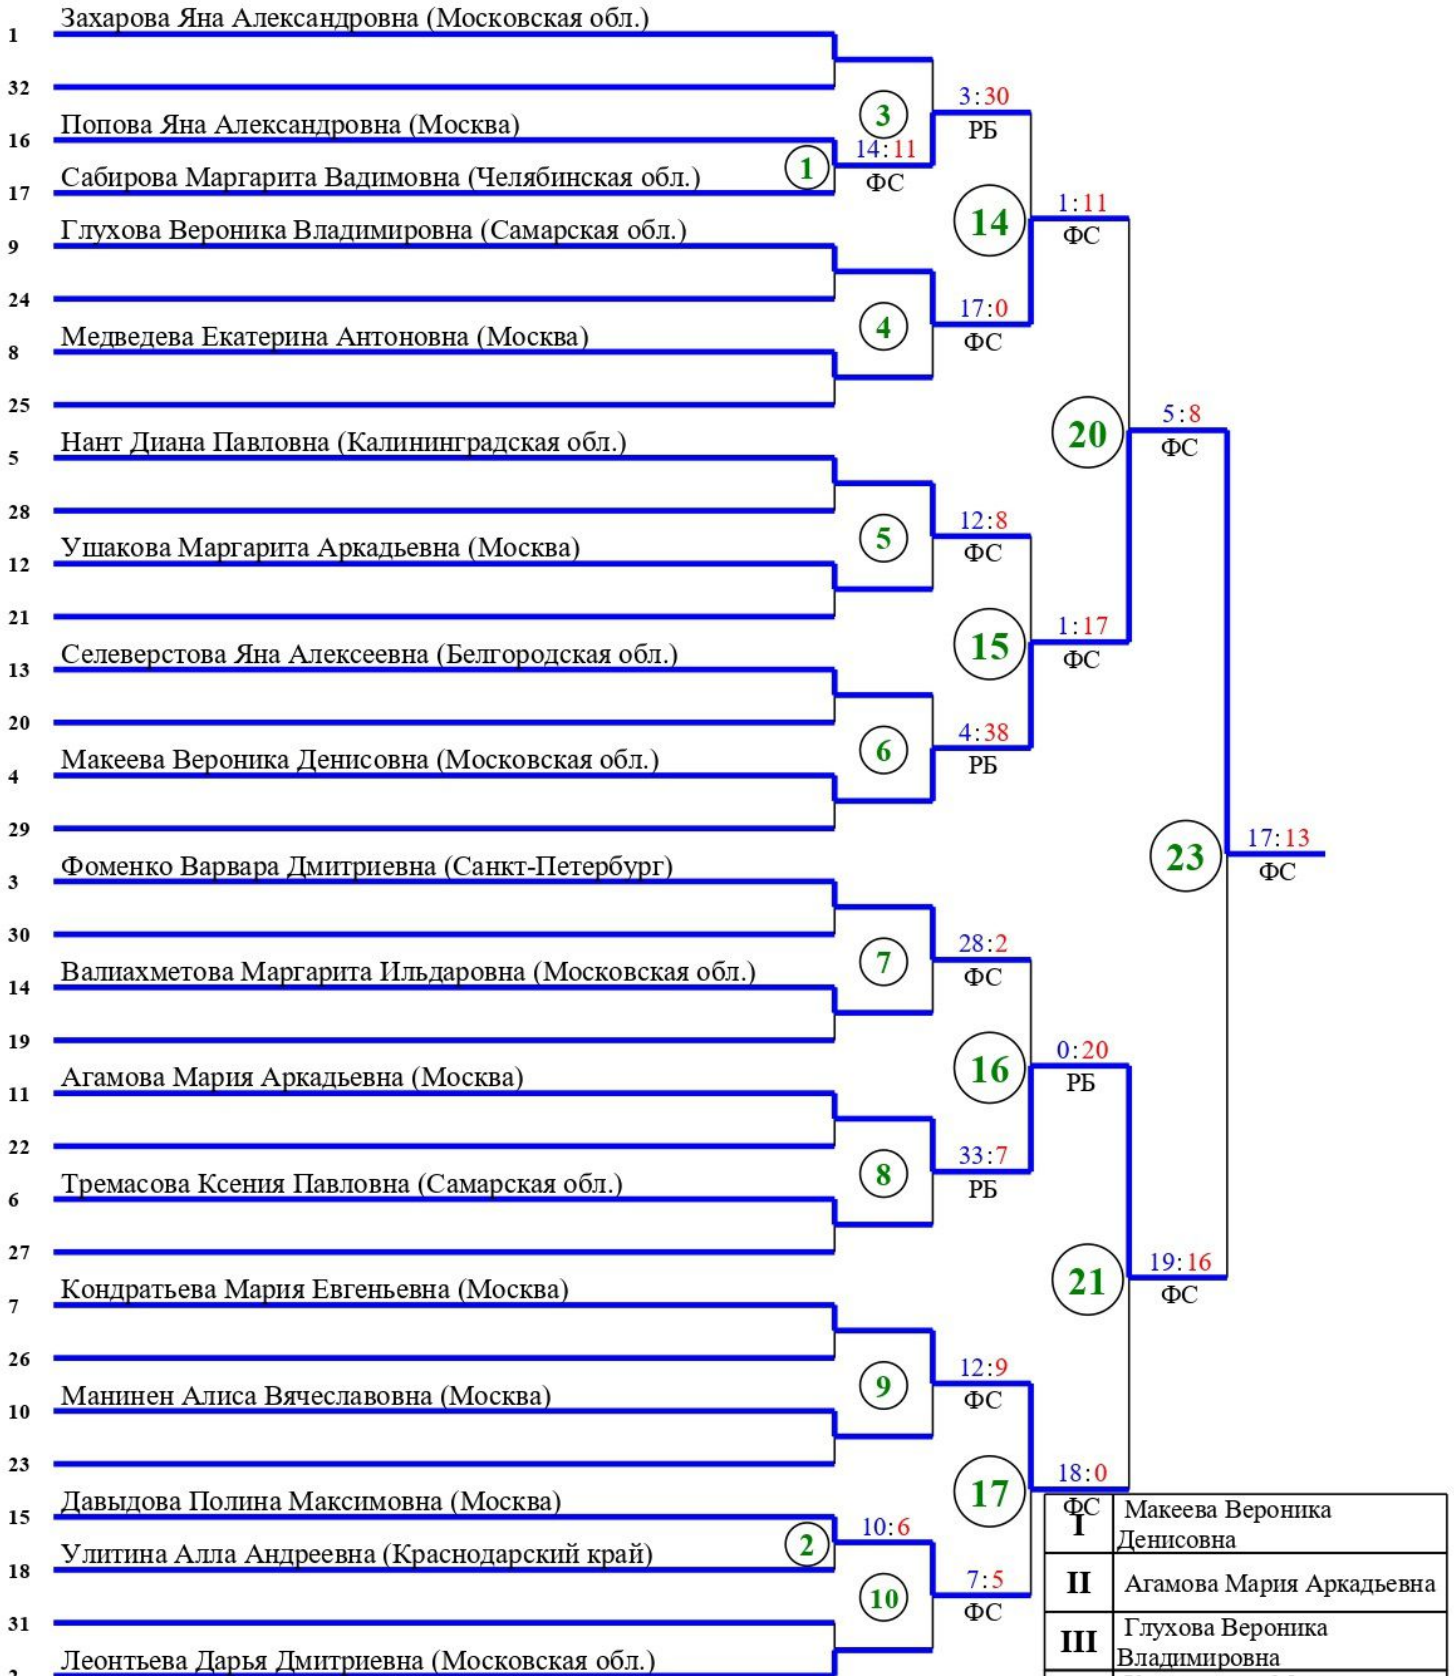 Захарова Яна Александровна (Московская обл.)
1
32
3
3:30
РБ
Попова Яна Александровна (Москва)
16
1
14:11
ФС
Сабирова Маргарита Вадимовна (Челябинская обл.)
17
14
1:11
ФС
Глухова Вероника Владимировна (Самарская обл.)
9
24
4
17:0
ФС
Медведева Екатерина Антоновна (Москва)
8
25
20
5:8
ФС
Нант Диана Павловна (Калининградская обл.)
5
28
5
12:8
ФС
Ушакова Маргарита Аркадьевна (Москва)
12
21
15
1:17
ФС
Селеверстова Яна Алексеевна (Белгородская обл.)
13
20
6
4:38
РБ
Макеева Вероника Денисовна (Московская обл.)
4
29
23
17:13
ФС
Фоменко Варвара Дмитриевна (Санкт-Петербург)
3
30
7
28:2
ФС
Валиахметова Маргарита Ильдаровна (Московская обл.)
14
19
16
0:20
РБ
Агамова Мария Аркадьевна (Москва)
11
22
8
33:7
РБ
Тремасова Ксения Павловна (Самарская обл.)
6
27
21
19:16
ФС
Кондратьева Мария Евгеньевна (Москва)
7
26
9
12:9
ФС
Манинен Алиса Вячеславовна (Москва)
10
23
17
18:0
ФС
Давыдова Полина Максимовна (Москва)
15
2
10:6
Улитина Алла Андреевна (Краснодарский край)
18
10
7:5
ФС
31
Леонтьева Дарья Дмитриевна (Московская обл.)
I
Макеева Вероника
Денисовна
II
Агамова Мария Аркадьевна
III
Глухова Вероника
Владимировна